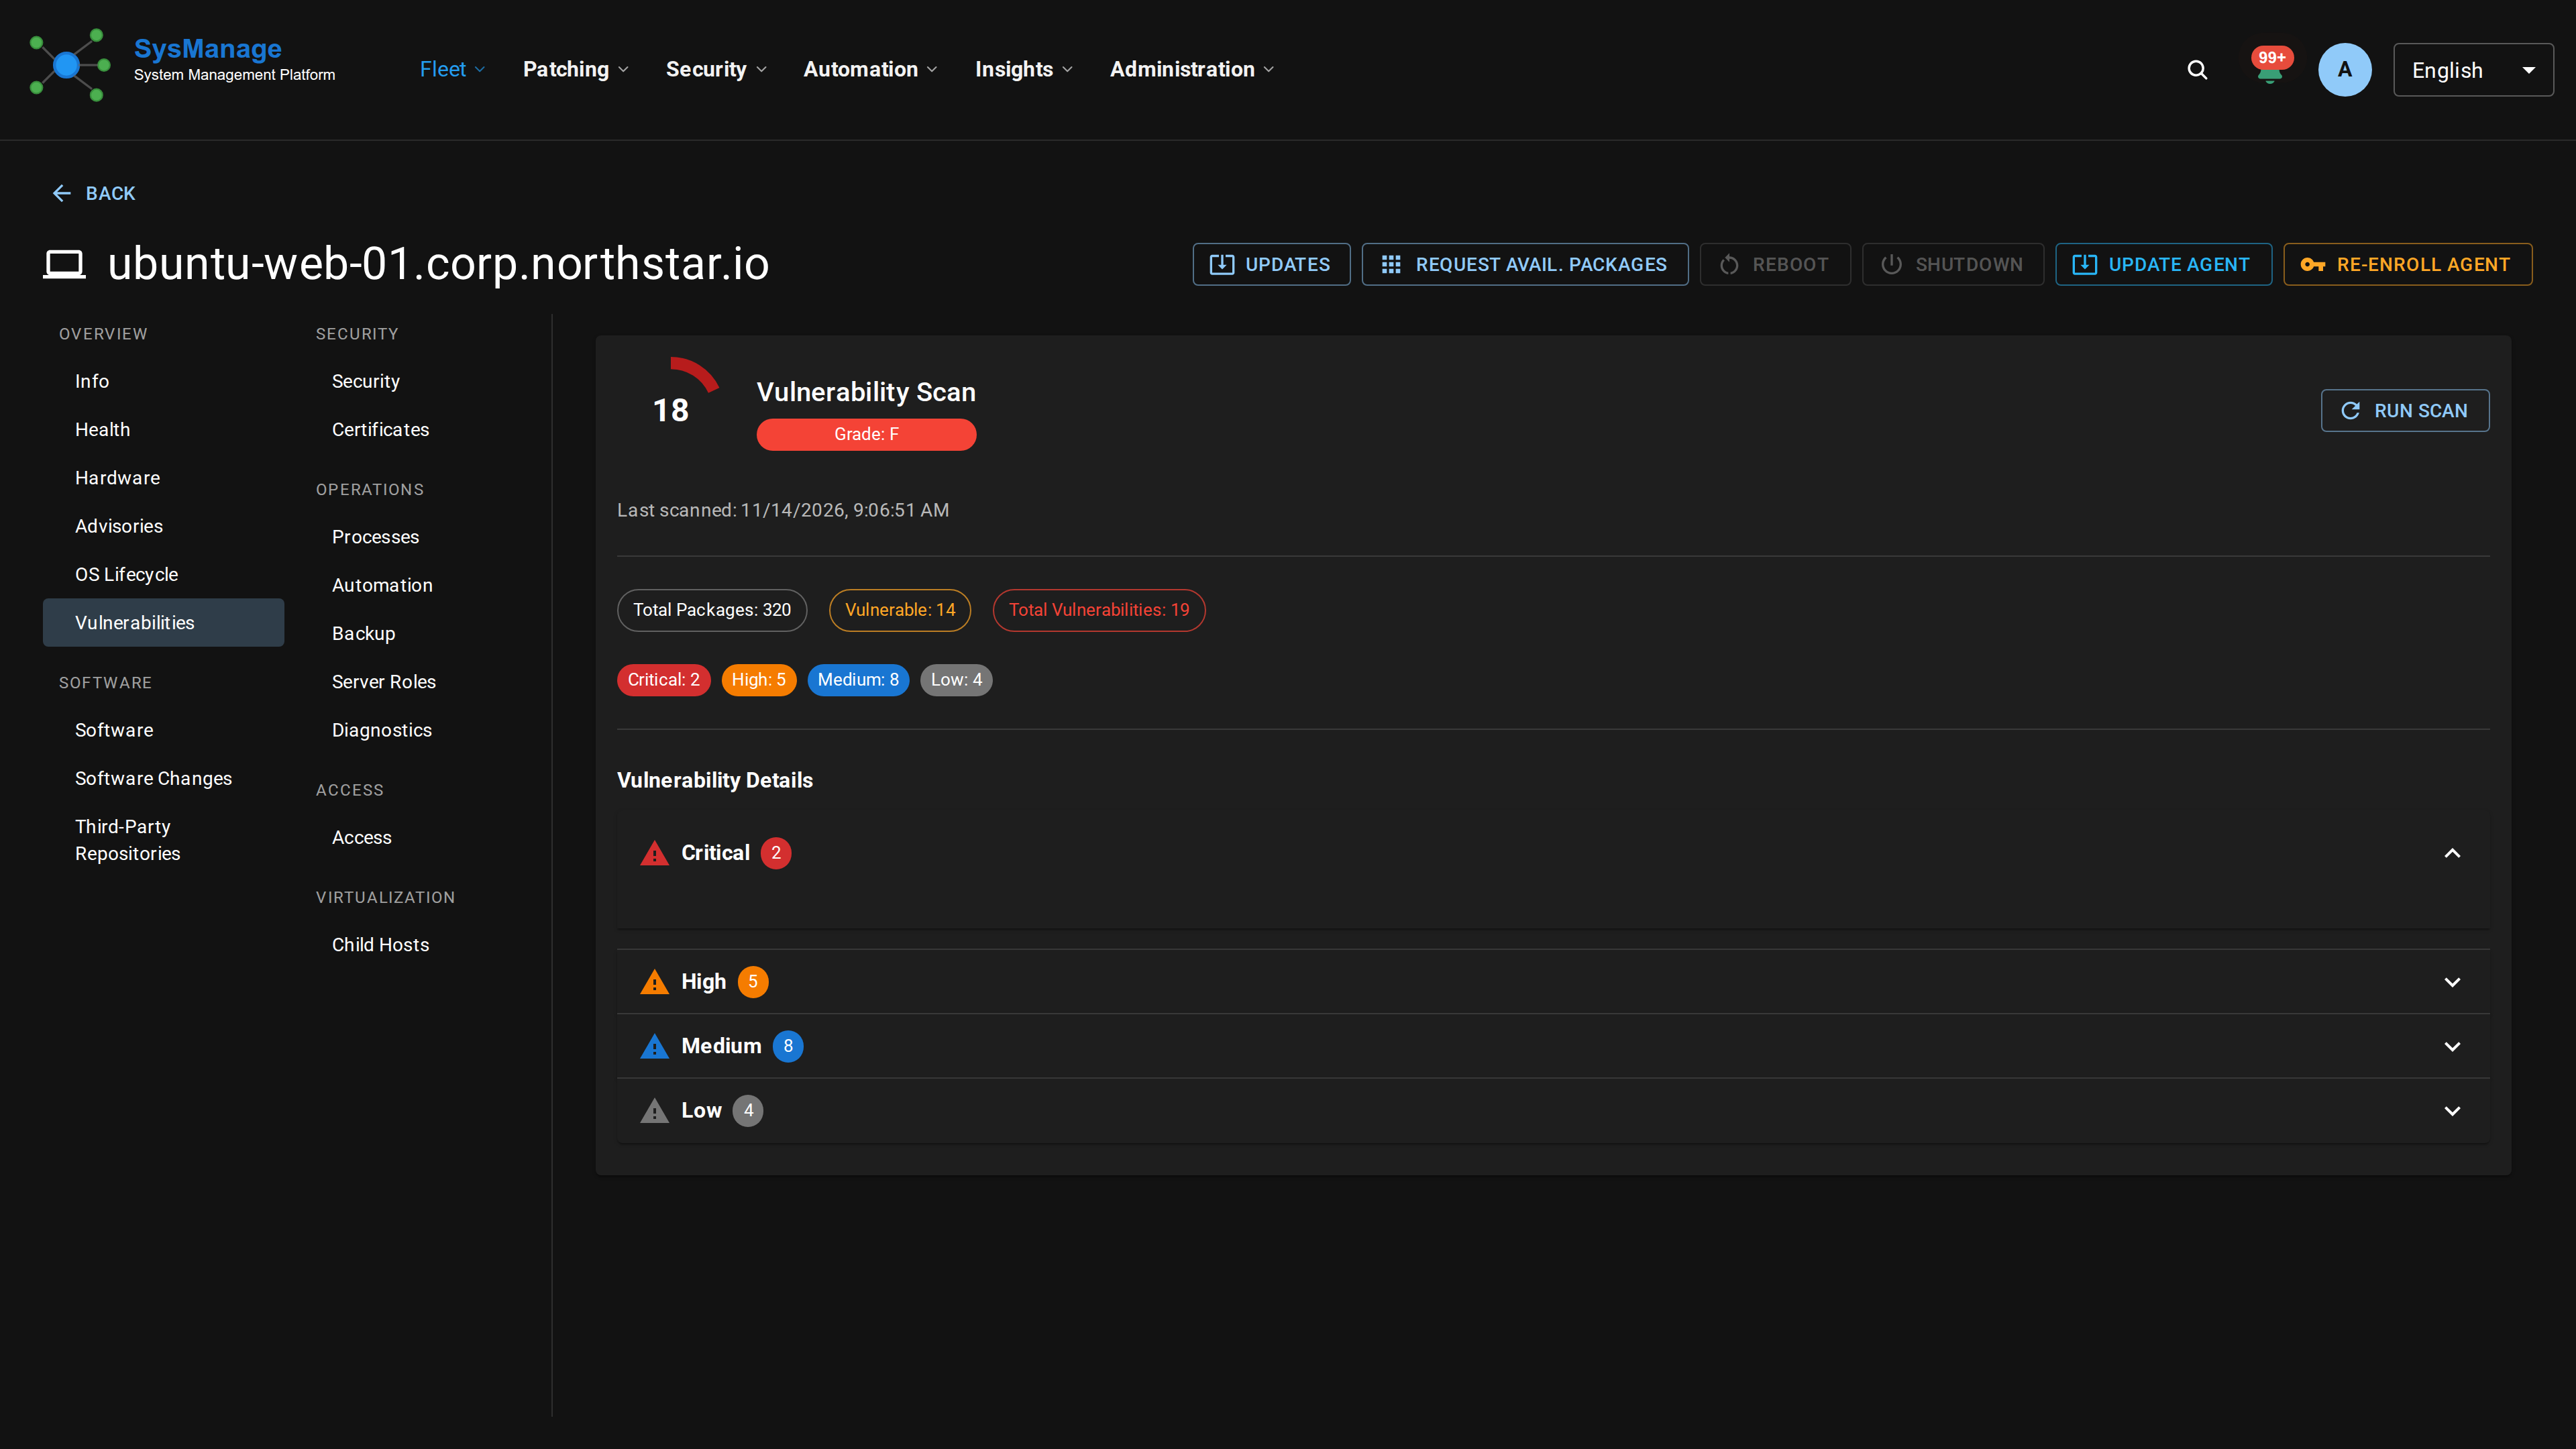 SysManage
System Management Platform
Fleet
Patching
Security
Automation
Insights
Administration
99+
A
English
BACK
ubuntu-web-01.corp.northstar.io
UPDATES
REQUEST AVAIL. PACKAGES
REBOOT
SHUTDOWN
UPDATE AGENT
RE-ENROLL AGENT
OVERVIEW
Info
Health
Hardware
Advisories
OS Lifecycle
Vulnerabilities
SOFTWARE
Software
Software Changes
Third-Party
Repositories
SECURITY
Security
Certificates
OPERATIONS
Processes
Automation
Backup
Server Roles
Diagnostics
ACCESS
Access
VIRTUALIZATION
Child Hosts
18
Vulnerability Scan
Grade: F
RUN SCAN
Last scanned: 11/14/2026, 9:06:51 AM
Total Packages: 320
Vulnerable: 14
Total Vulnerabilities: 19
Critical: 2
High: 5
Medium: 8
Low: 4
Vulnerability Details
Critical 2
High 5
Medium 8
Low 4